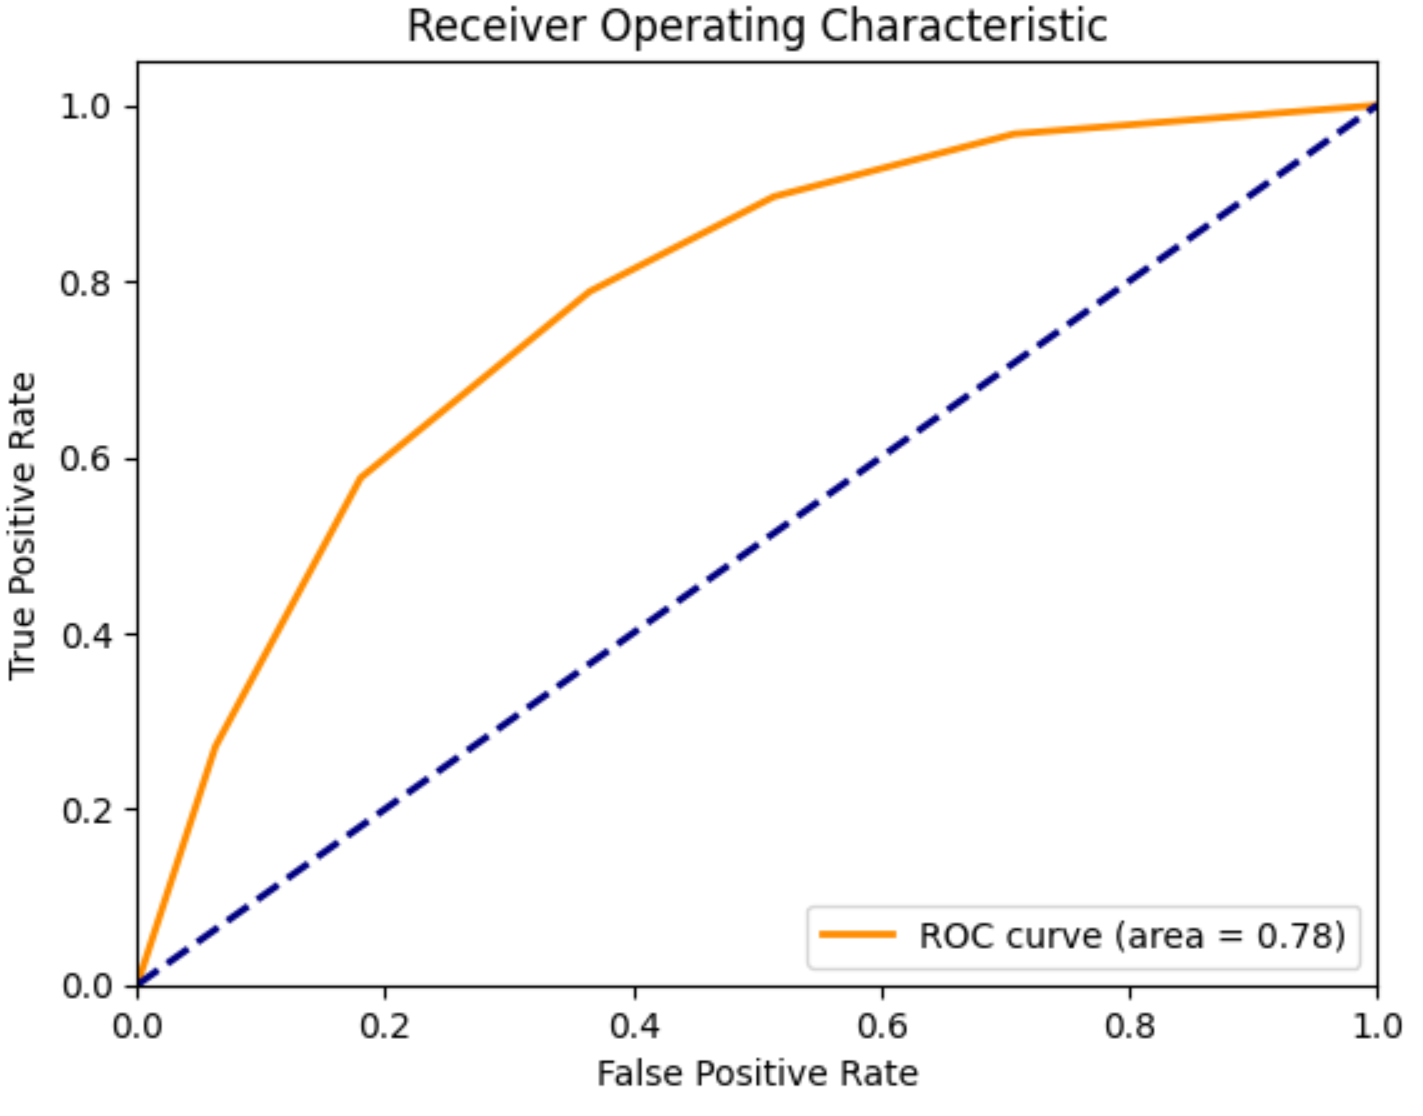 Receiver Operating Characteristic
1.0
0.8
0.6
0.4
0.2
0.0
True Positive Rate
ROC curve (area = 0.78)
0.0 0.2 0.4 0.6 0.8 1.0
False Positive Rate